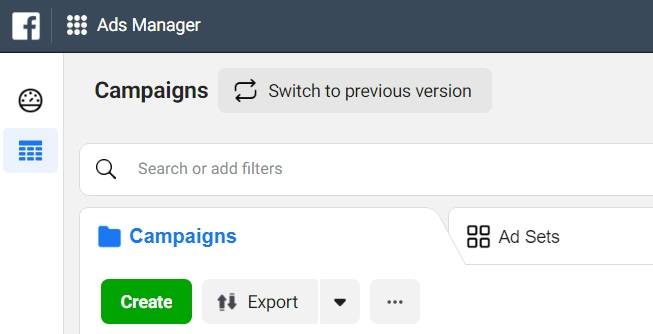 Ads Manager
Campaigns Switch to previous version
Search or add filters
Campaigns Ad Sets
Create Export ...